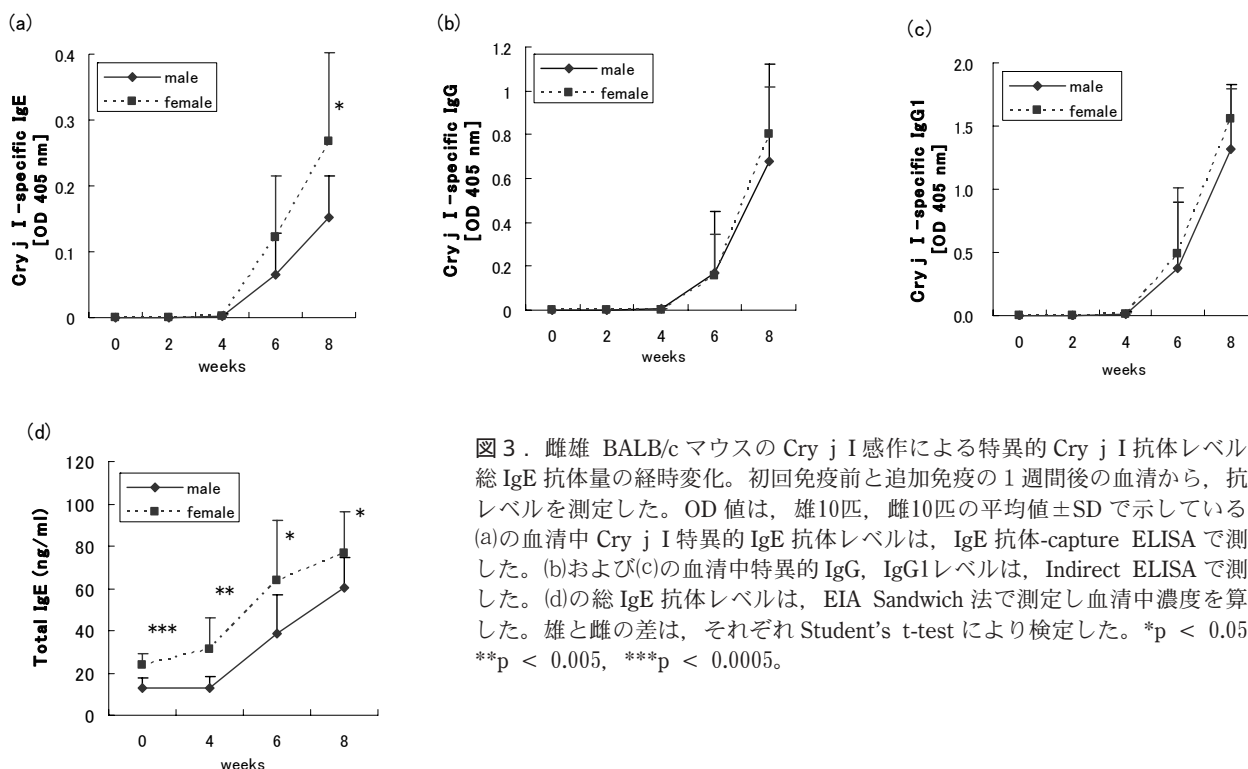 (a)
Cry j I -specific IgE
[OD 405 nm]
0.4
0.3
0.2
0.1
0
male
female
*
0 2 4 6 8
weeks
(b)
Cry j I -specific IgG
[OD 405 nm]
1.2
1
0.8
0.6
0.4
0.2
0
male
female
0 2 4 6 8
weeks
(c)
Cry j I -specific IgG1
[OD 405 nm]
2.0
1.5
1.0
0.5
0.0
male
female
0 2 4 6 8
weeks
(d)
Total IgE (ng/ml)
120
100
80
60
40
20
0
male
female
***
**
*
*
0 4 6 8
weeks
図3．雌雄 BALB/c マウスの Cry j I 感作による特異的 Cry j I 抗体レベル
総 IgE 抗体量の経時変化。初回免疫前と追加免疫の1週間後の血清から，抗
レベルを測定した。OD 値は，雄10匹，雌10匹の平均値±SD で示している
(a)の血清中 Cry j I 特異的 IgE 抗体レベルは，IgE 抗体-capture ELISA で測
した。(b)および(c)の血清中特異的 IgG，IgG1レベルは，Indirect ELISA で測
した。(d)の総 IgE 抗体レベルは，EIA Sandwich 法で測定し血清中濃度を算
した。雄と雌の差は，それぞれ Student's t-test により検定した。*p < 0.05
**p < 0.005，***p < 0.0005。